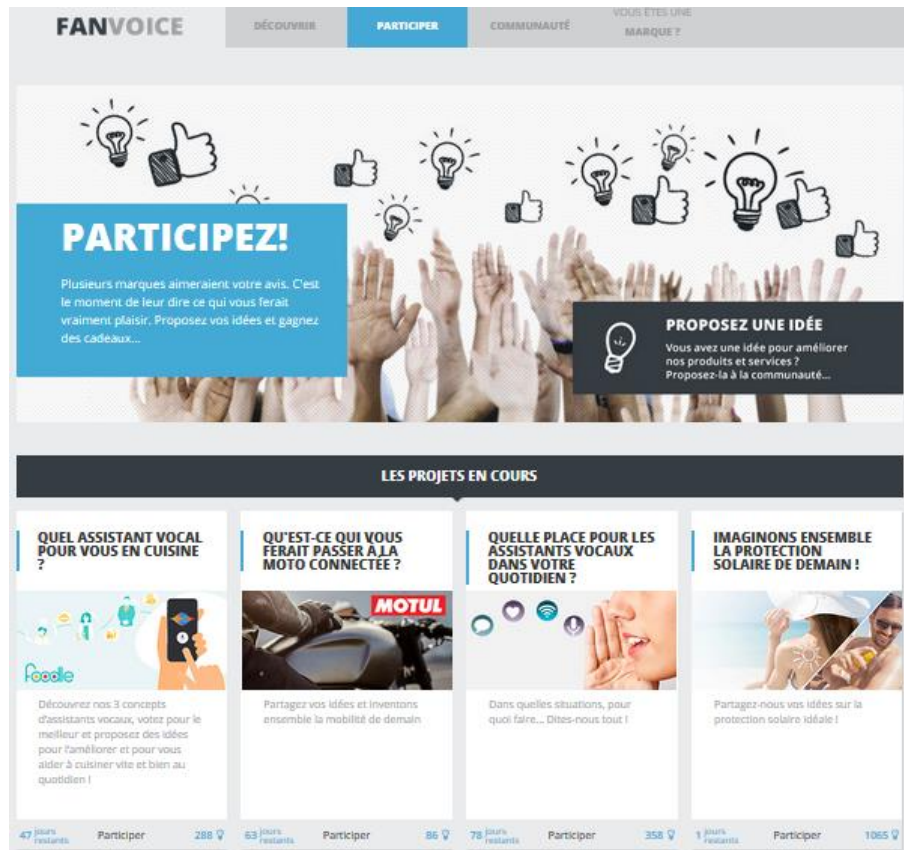 FANVOICE
DÉCOUVRIR
PARTICIPER
COMMUNAUTÉ
VOUS ÊTES UNE
MARQUE ?
PARTICIPEZ!
Plusieurs marques aimeraient votre avis. C'est
le moment de leur dire ce qui vous ferait
vraiment plaisir. Proposez vos idées et gagnez
des cadeaux...
PROPOSEZ UNE IDÉE
Vous avez une idée pour améliorer
nos produits et services ?
Proposez-la à la communauté...
LES PROJETS EN COURS
QUEL ASSISTANT VOCAL
POUR VOUS EN CUISINE
?
foodle
Découvrez nos 3 concepts
d'assistants vocaux, votez pour le
meilleur et proposez des idées
pour l'améliorer et pour vous
aider à cuisiner vite et bien au
quotidien !
47 jours restants Participer 288
QU'EST-CE QUI VOUS
FERAIT PASSER À LA
MOTO CONNECTÉE ?
MOTUL
Partagez vos idées et inventons
ensemble la mobilité de demain
63 jours restants Participer 86
QUELLE PLACE POUR LES
ASSISTANTS VOCAUX
DANS VOTRE
QUOTIDIEN ?
Dans quelles situations, pour
quoi faire... Dites-nous tout !
78 jours restants Participer 358
IMAGINONS ENSEMBLE
LA PROTECTION
SOLAIRE DE DEMAIN !
Partagez-nous vos idées sur la
protection solaire idéale !
1 jours restants Participer 1065